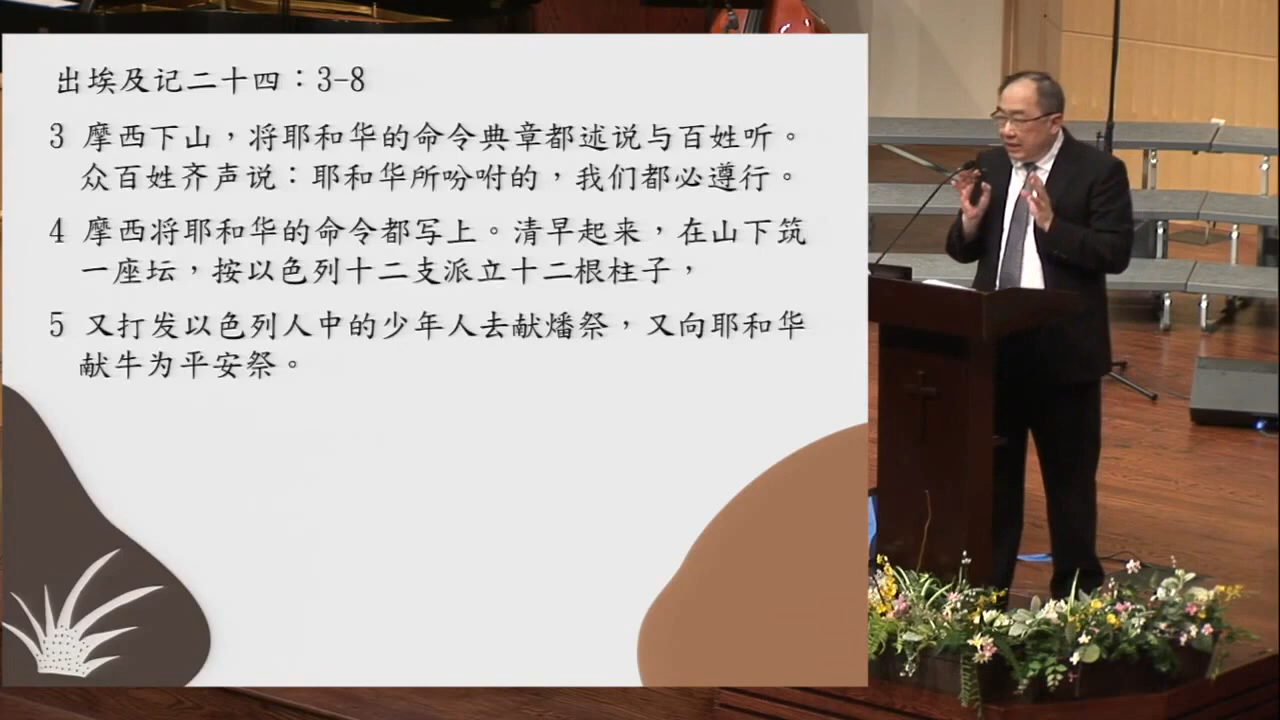 出埃及记二十四：3-8
3 摩西下山，将耶和华的命令典章都述说与百姓听。
众百姓齐声说：耶和华所吩咐的，我们都必遵行。
4 摩西将耶和华的命令都写上。清早起来，在山下筑
一座坛，按以色列十二支派立十二根柱子，
5 又打发以色列人中的少年人去献燔祭，又向耶和华
献牛为平安祭。